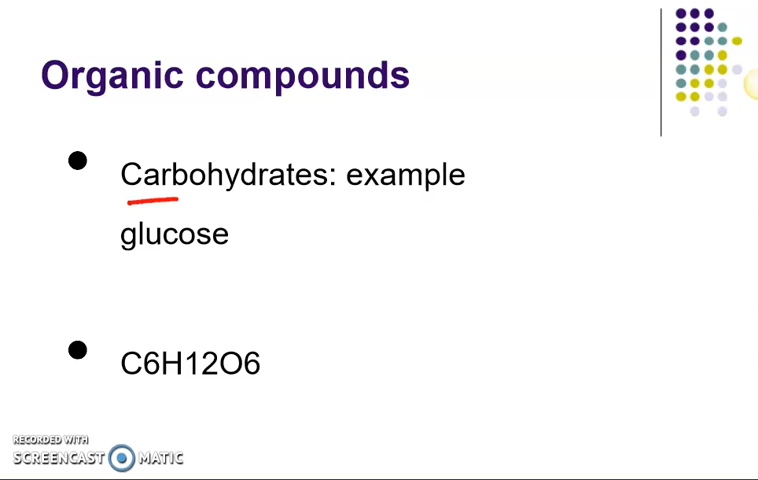 Organic compounds
Carbohydrates: example
glucose
C6H12O6
RECORDED WITH
SCREENCAST MATIC